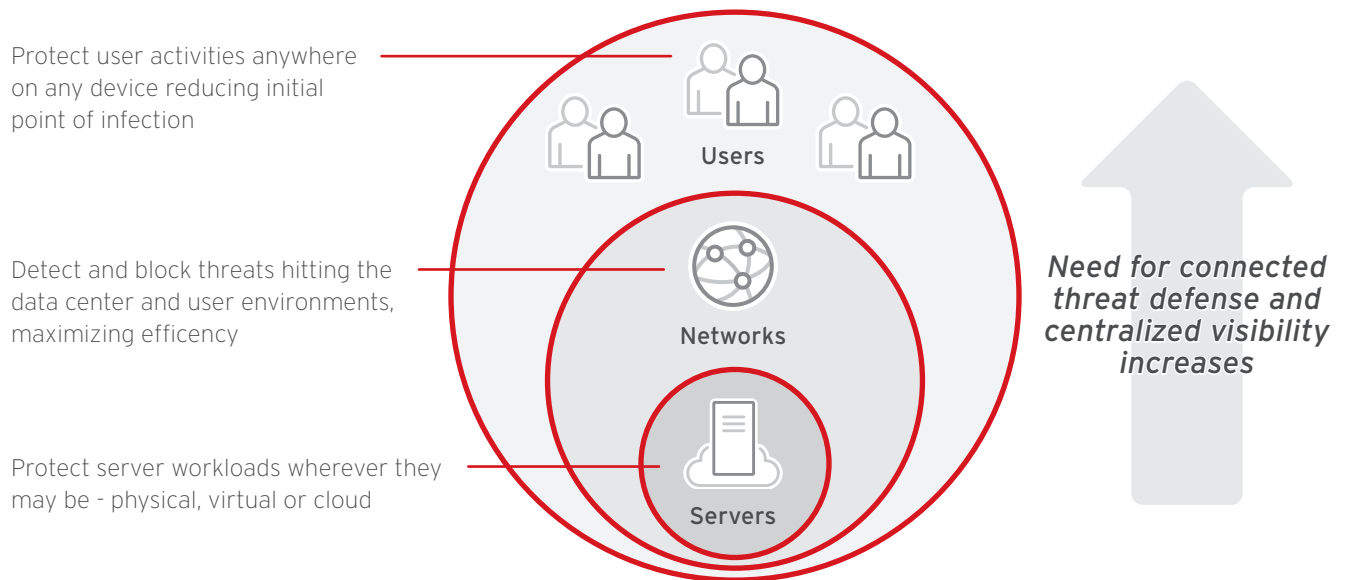 Protect user activities anywhere
on any device reducing initial
point of infection
Users
Detect and block threats hitting the
data center and user environments,
maximizing efficency
Networks
Need for connected
threat defense and
centralized visibility
increases
Protect server workloads wherever they
may be - physical, virtual or cloud
Servers